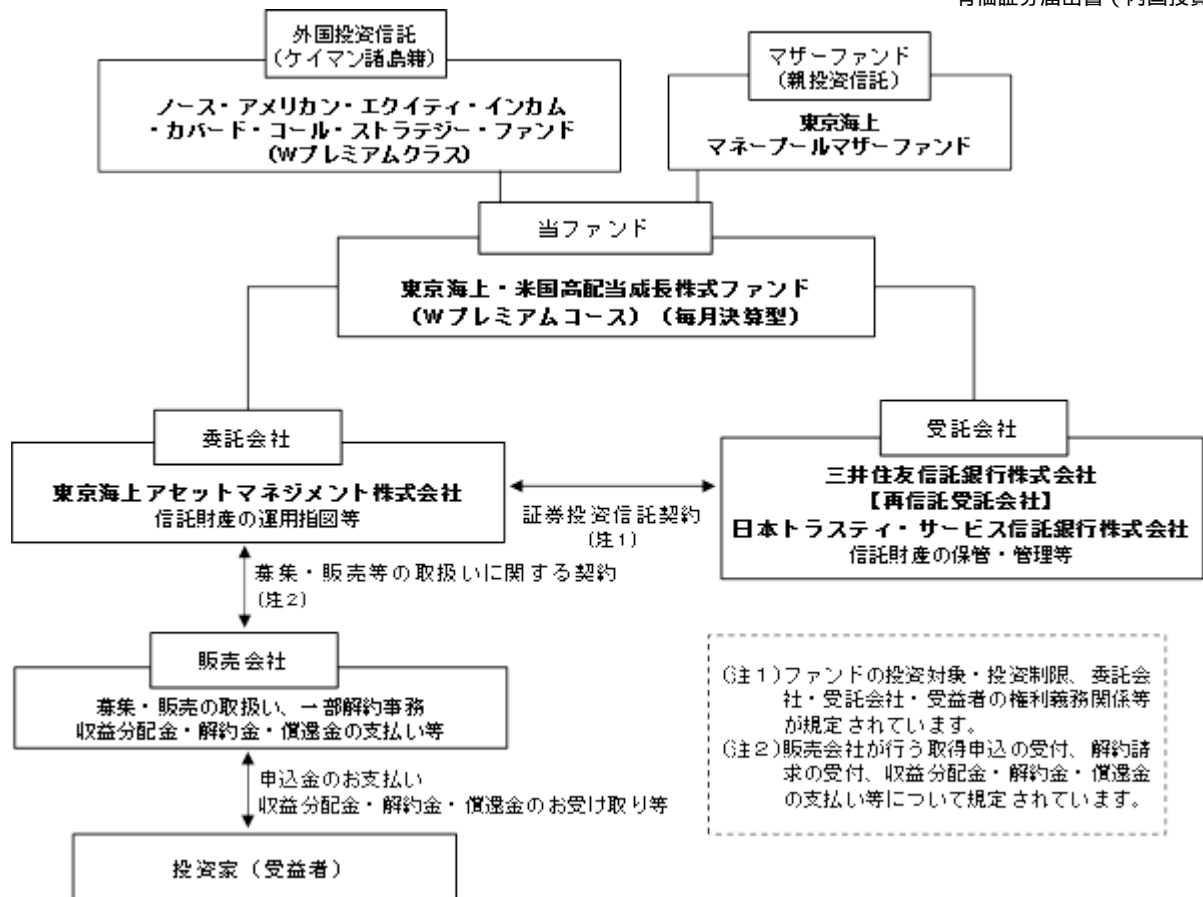 外国投資信託
(ケイマン諸島籍)
ノース・アメリカン・エクイティ・インカム
・カバード・コール・ストラテジー・ファンド
(Wプレミアムクラス)
マザーファンド
(親投資信託)
東京海上
マネープールマザーファンド
当ファンド
東京海上・米国高配当成長株式ファンド
(Wプレミアムコース)(毎月決算型)
委託会社
東京海上アセットマネジメント株式会社
信託財産の運用指図等
証券投資信託契約
(注1)
受託会社
三井住友信託銀行株式会社
【再信託受託会社】
日本トラスティ・サービス信託銀行株式会社
信託財産の保管・管理等
募集・販売等の取扱いに関する契約
(注2)
販売会社
募集・販売の取扱い、一部解約事務
収益分配金・解約金・償還金の支払い等
申込金のお支払い
収益分配金・解約金・償還金のお受け取り等
投資家(受益者)
(注1)ファンドの投資対象・投資制限、委託会
社・受託会社・受益者の権利義務関係等
が規定されています。
(注2)販売会社が行う取得申込の受付、解約請
求の受付、収益分配金・解約金・償還金
の支払い等について規定されています。